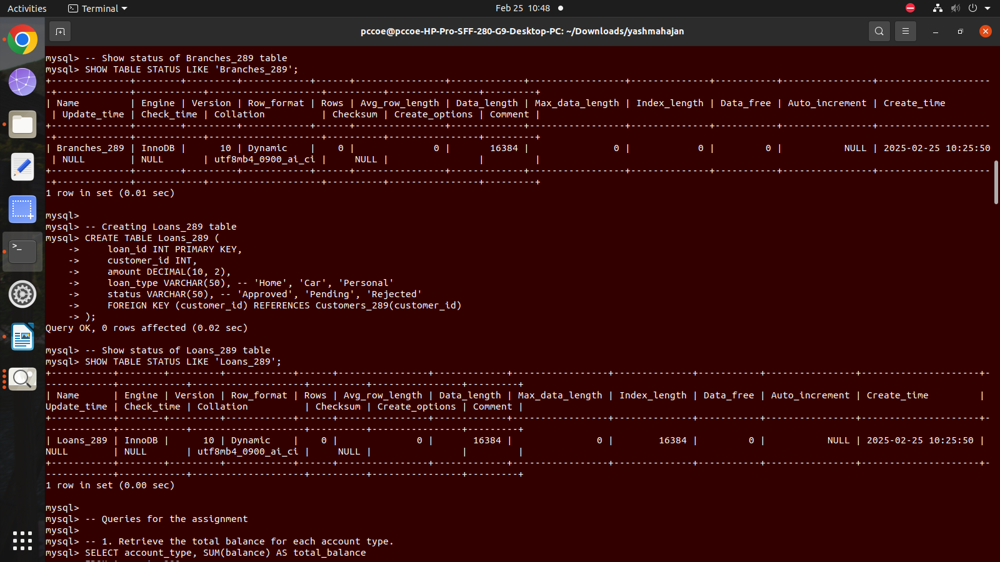 Activities
Terminal
Feb 25 10:48
pccoe@pccoe-HP-Pro-SFF-280-G9-Desktop-PC: ~/Downloads/yashmahajan
mysql> -- Show status of Branches_289 table
mysql> SHOW TABLE STATUS LIKE 'Branches_289';
+--------------+--------+---------+------------+------+----------------+-------------+-----------------+--------------+-----------+----------------+--------------------
-+-------------+------------+--------------------+----------+----------------+---------+
| Name         | Engine | Version | Row_format | Rows | Avg_row_length | Data_length | Max_data_length | Index_length | Data_free | Auto_increment | Create_time
 | Update_time | Check_time | Collation          | Checksum | Create_options | Comment |
+--------------+--------+---------+------------+------+----------------+-------------+-----------------+--------------+-----------+----------------+--------------------
-+-------------+------------+--------------------+----------+----------------+---------+
| Branches_289 | InnoDB |      10 | Dynamic    |    0 |              0 |       16384 |               0 |            0 |         0 |           NULL | 2025-02-25 10:25:50
 | NULL        | NULL       | utf8mb4_0900_ai_ci |     NULL |                |         |
+--------------+--------+---------+------------+------+----------------+-------------+-----------------+--------------+-----------+----------------+--------------------
-+-------------+------------+--------------------+----------+----------------+---------+
1 row in set (0.01 sec)
mysql>
mysql> -- Creating Loans_289 table
mysql> CREATE TABLE Loans_289 (
    ->     loan_id INT PRIMARY KEY,
    ->     customer_id INT,
    ->     amount DECIMAL(10, 2),
    ->     loan_type VARCHAR(50), -- 'Home', 'Car', 'Personal'
    ->     status VARCHAR(50), -- 'Approved', 'Pending', 'Rejected'
    ->     FOREIGN KEY (customer_id) REFERENCES Customers_289(customer_id)
    -> );
Query OK, 0 rows affected (0.02 sec)
mysql> -- Show status of Loans_289 table
mysql> SHOW TABLE STATUS LIKE 'Loans_289';
+-----------+--------+---------+------------+------+----------------+-------------+-----------------+--------------+-----------+----------------+---------------------+-
------------+------------+--------------------+----------+----------------+---------+
| Name      | Engine | Version | Row_format | Rows | Avg_row_length | Data_length | Max_data_length | Index_length | Data_free | Auto_increment | Create_time         |
Update_time | Check_time | Collation          | Checksum | Create_options | Comment |
+-----------+--------+---------+------------+------+----------------+-------------+-----------------+--------------+-----------+----------------+---------------------+-
------------+------------+--------------------+----------+----------------+---------+
| Loans_289 | InnoDB |      10 | Dynamic    |    0 |              0 |       16384 |               0 |        16384 |         0 |           NULL | 2025-02-25 10:25:50 |
NULL        | NULL       | utf8mb4_0900_ai_ci |     NULL |                |         |
+-----------+--------+---------+------------+------+----------------+-------------+-----------------+--------------+-----------+----------------+---------------------+-
------------+------------+--------------------+----------+----------------+---------+
1 row in set (0.00 sec)
mysql>
mysql> -- Queries for the assignment
mysql>
mysql> -- 1. Retrieve the total balance for each account type.
mysql> SELECT account_type, SUM(balance) AS total_balance